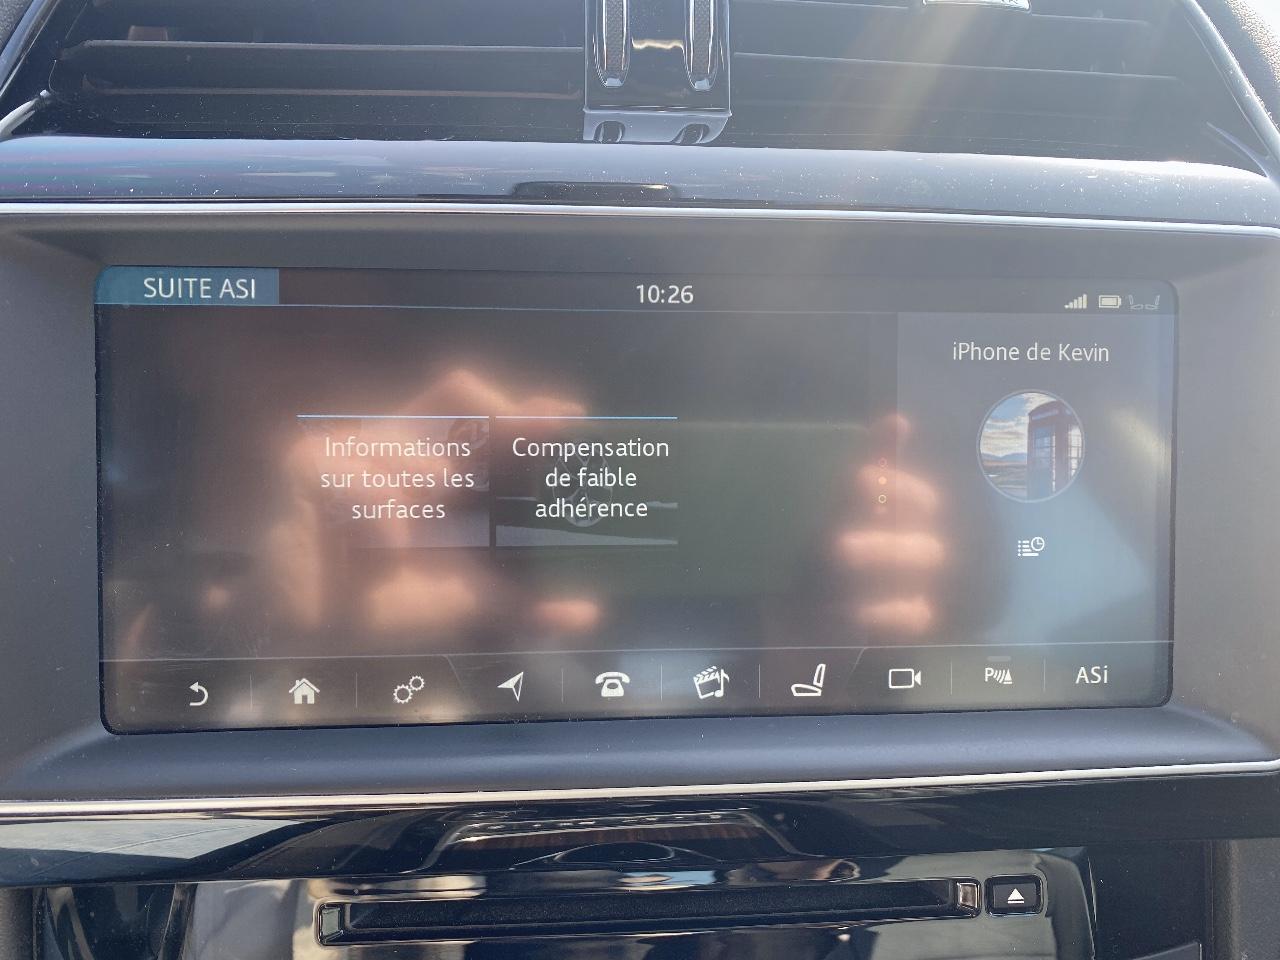 SUITE ASI
10:26
iPhone de Kevin
Informations
sur toutes les
surfaces
Compensation
de faible
adhérence
P
ASi